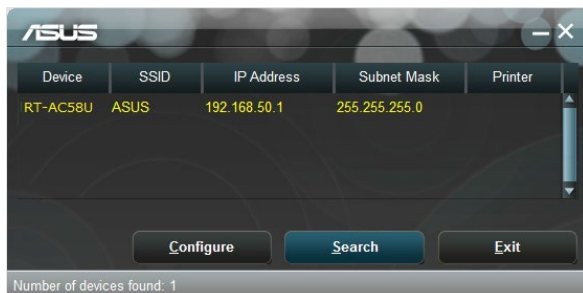 ASUS
Device SSID IP Address Subnet Mask Printer
RT-AC58U ASUS 192.168.50.1 255.255.255.0
Configure Search Exit
Number of devices found: 1